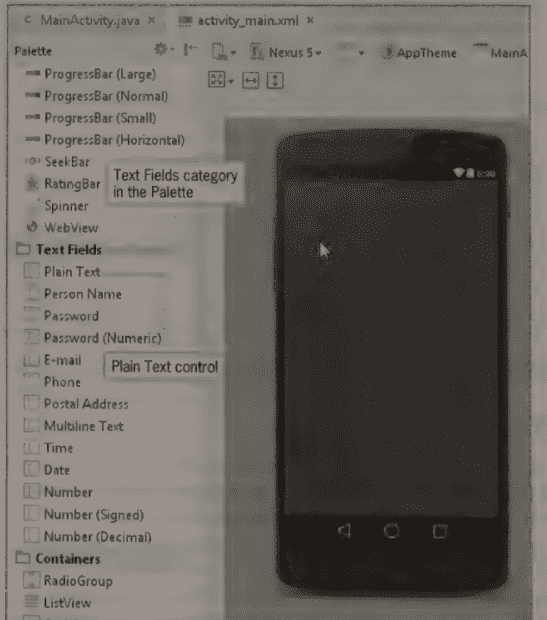 MainActivity.java ×
activity_main.xml ×
Palette
Nexus 5
AppTheme
MainA
ProgressBar (Large)
ProgressBar (Normal)
ProgressBar (Small)
ProgressBar (Horizontal)
SeekBar
RatingBar
Spinner
WebView
Text Fields category
in the Palette
Text Fields
Plain Text
Person Name
Password
Password (Numeric)
E-mail
Phone
Plain Text control
Postal Address
Multiline Text
Time
Date
Number
Number (Signed)
Number (Decimal)
Containers
RadioGroup
ListView